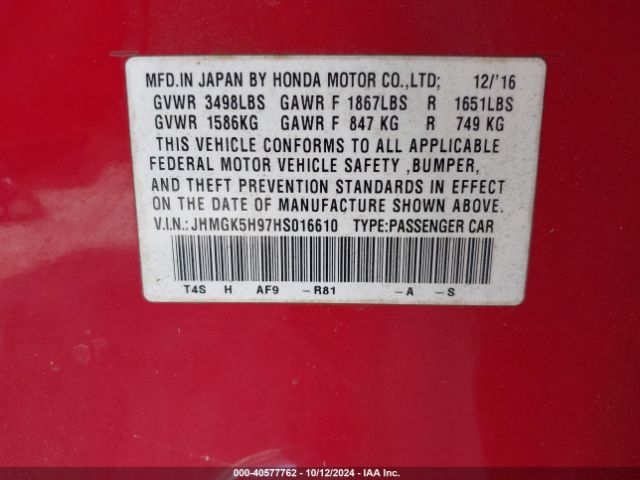 MFD.IN JAPAN BY HONDA MOTOR CO.,LTD; 12/'16
GVWR 3498LBS GAWR F 1867LBS R 1651LBS
GVWR 1586KG GAWR F 847 KG R 749 KG
THIS VEHICLE CONFORMS TO ALL APPLICABLE
FEDERAL MOTOR VEHICLE SAFETY ,BUMPER,
AND THEFT PREVENTION STANDARDS IN EFFECT
ON THE DATE OF MANUFACTURE SHOWN ABOVE.
V.I.N.: JHMGK5H97HS016610 TYPE:PASSENGER CAR
T4S H AF9 –R81 –A –S
000-40577762 | 10/12/2024 | IAA Inc.